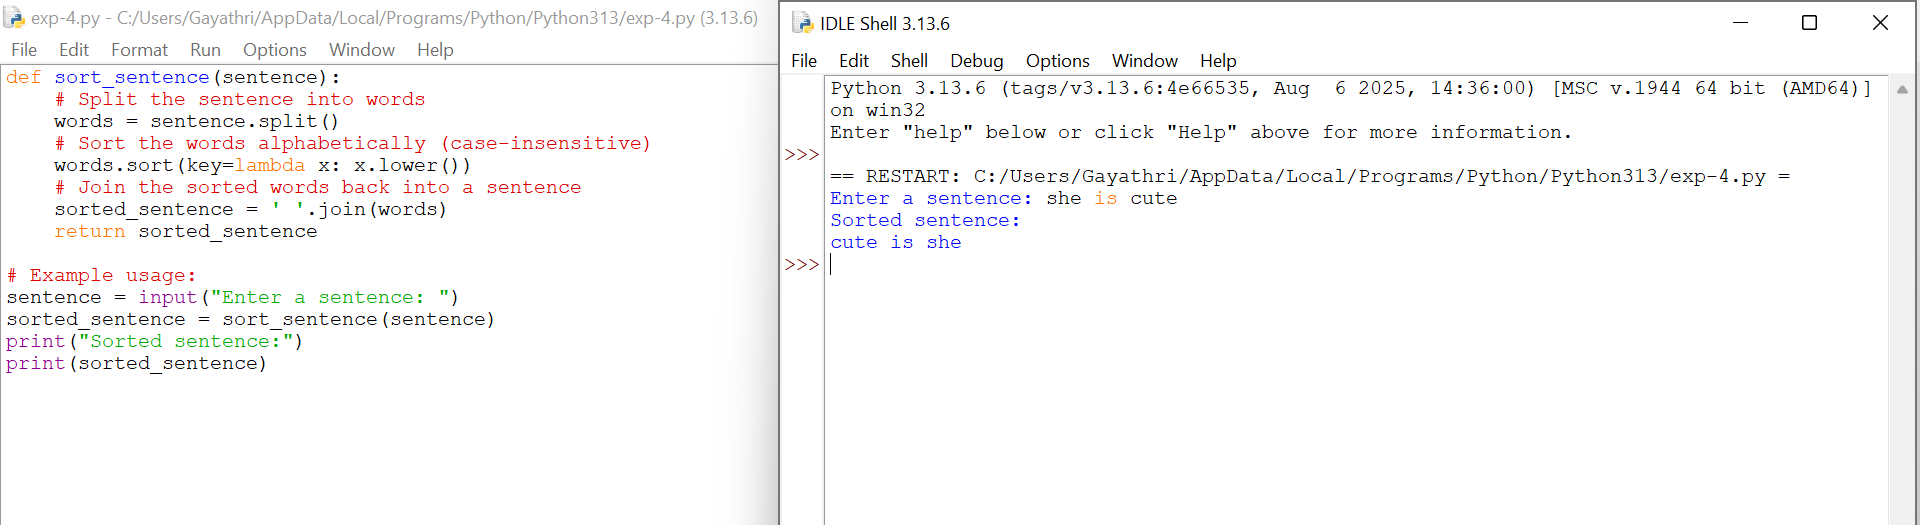 exp-4.py - C:/Users/Gayathri/AppData/Local/Programs/Python/Python313/exp-4.py (3.13.6)
File Edit Format Run Options Window Help
def sort_sentence(sentence):
    # Split the sentence into words
    words = sentence.split()
    # Sort the words alphabetically (case-insensitive)
    words.sort(key=lambda x: x.lower())
    # Join the sorted words back into a sentence
    sorted_sentence = ' '.join(words)
    return sorted_sentence

# Example usage:
sentence = input("Enter a sentence: ")
sorted_sentence = sort_sentence(sentence)
print("Sorted sentence:")
print(sorted_sentence)
IDLE Shell 3.13.6
File Edit Shell Debug Options Window Help
Python 3.13.6 (tags/v3.13.6:4e66535, Aug  6 2025, 14:36:00) [MSC v.1944 64 bit (AMD64)]
on win32
Enter "help" below or click "Help" above for more information.
>>>
== RESTART: C:/Users/Gayathri/AppData/Local/Programs/Python/Python313/exp-4.py =
Enter a sentence: she is cute
Sorted sentence:
cute is she
>>>